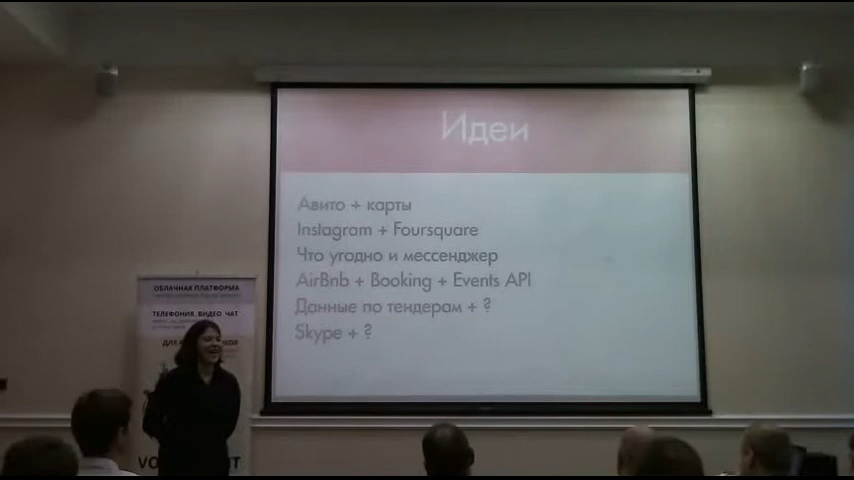 Идеи
Авито + карты
Instagram + Foursquare
Что угодно и мессенджер
AirBnb + Booking + Events API
Данные по тендерам + ?
Skype + ?
ОБЛАЧНАЯ ПЛАТФОРМА
ТЕЛЕФОНИЯ ВИДЕО ЧАТ